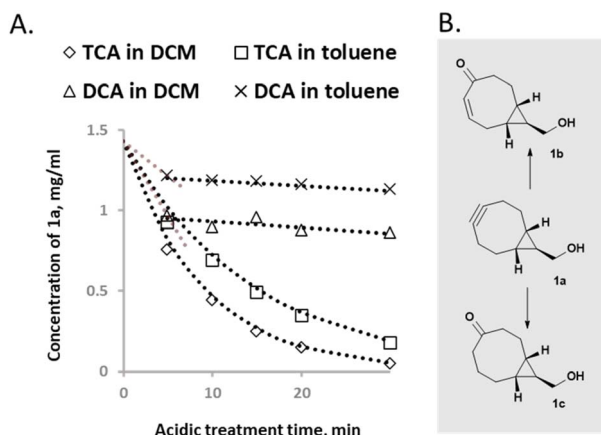 A.
TCA in DCM
TCA in toluene
DCA in DCM
DCA in toluene
Concentration of 1a, mg/ml
1.5
1
0.5
0
0
10
20
Acidic treatment time, min
B.
O
H
H
OH
1b
H
H
OH
1a
O
H
H
OH
1c